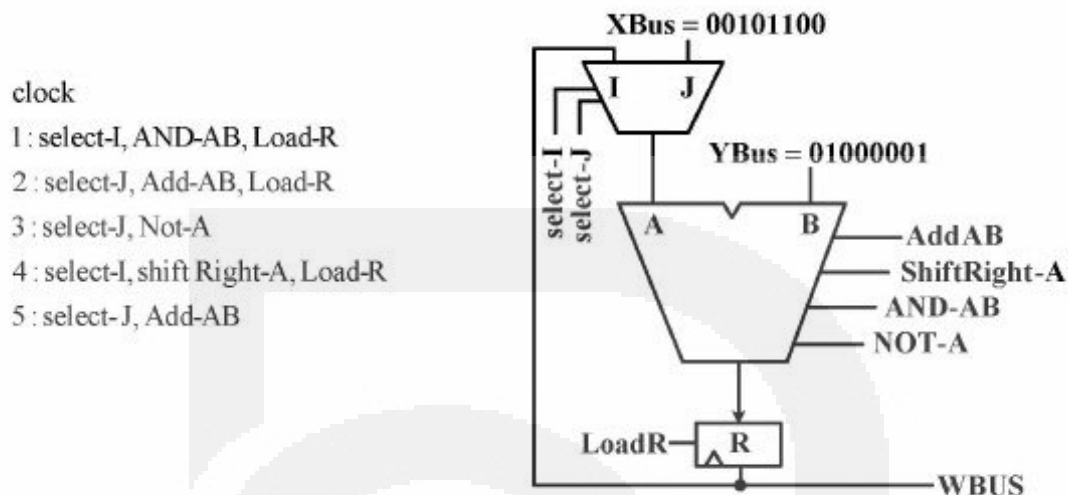 clock
1 : select-I, AND-AB, Load-R
2 : select-J, Add-AB, Load-R
3 : select-J, Not-A
4 : select-I, shift Right-A, Load-R
5 : select-J, Add-AB
XBus = 00101100
I J
select-I
select-J
YBus = 01000001
A B
AddAB
ShiftRight-A
AND-AB
NOT-A
LoadR
R
WBUS